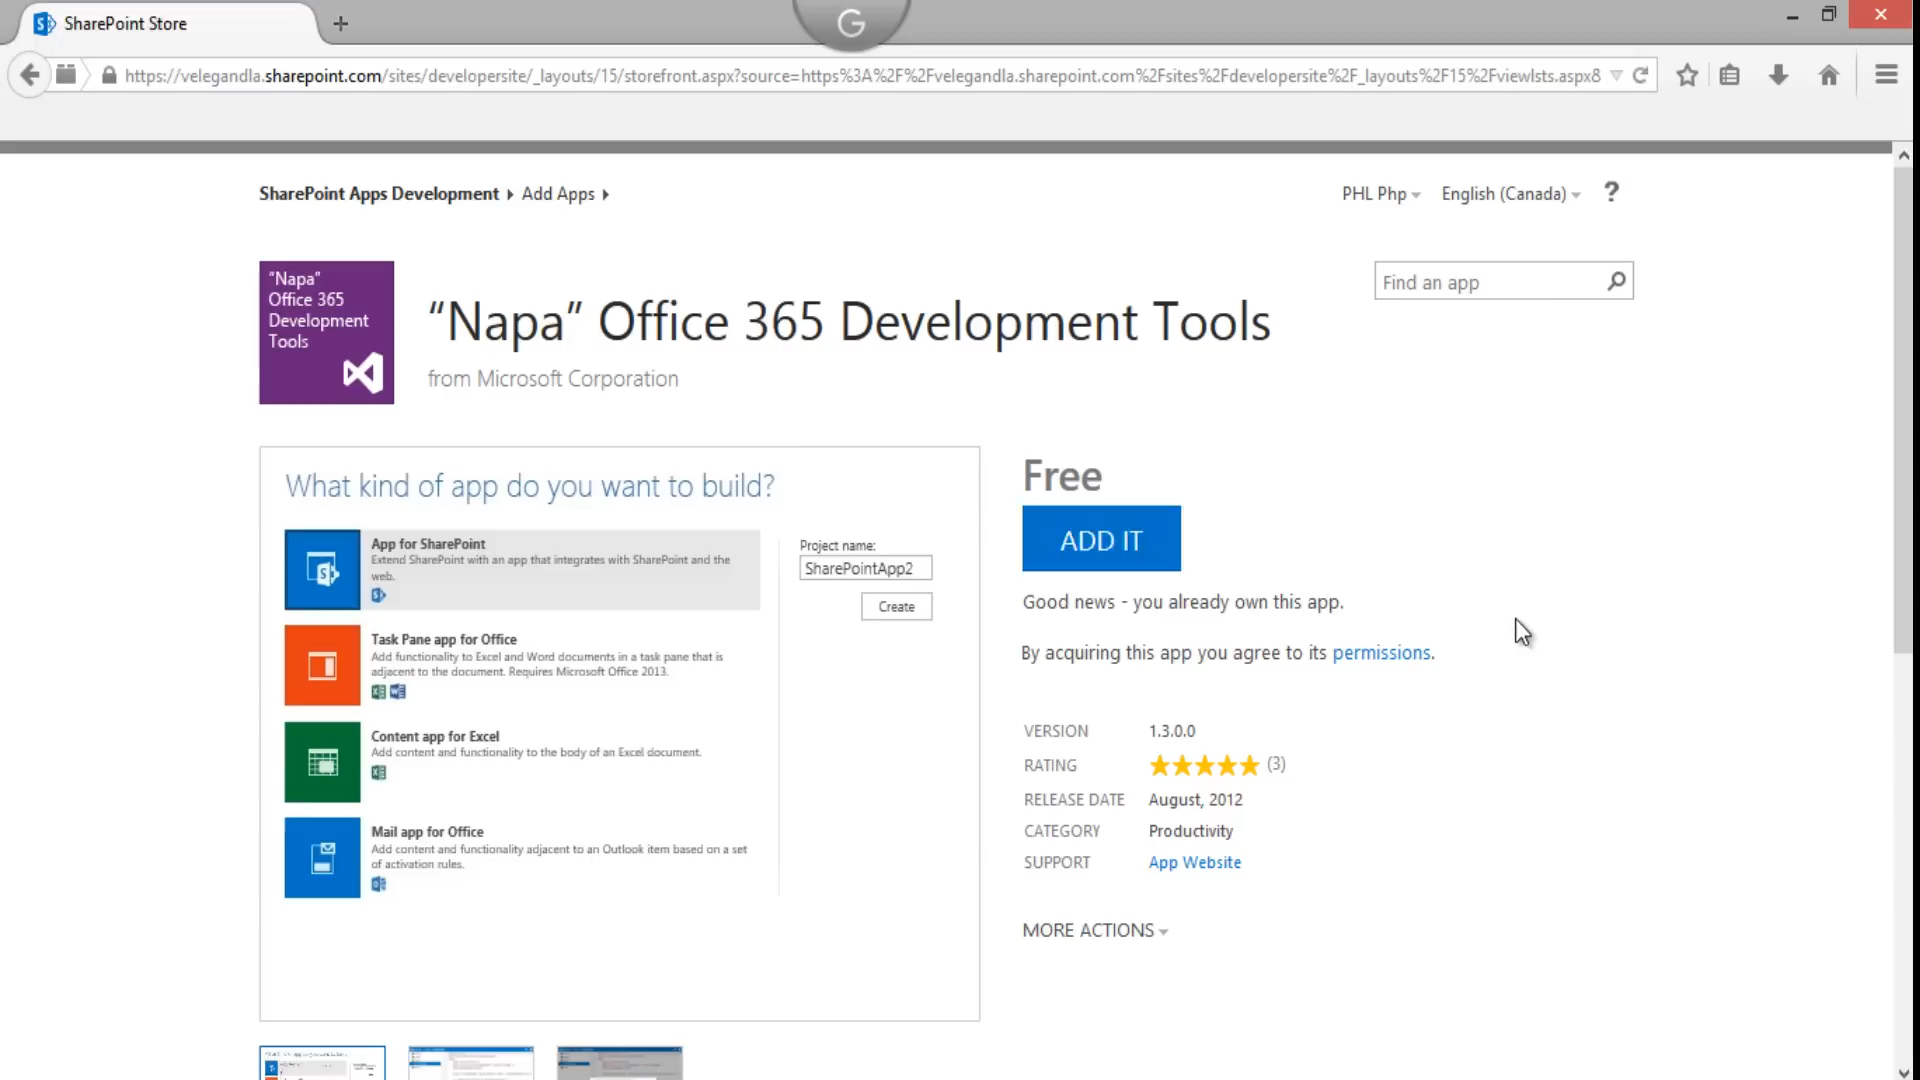 SharePoint Store
G
https://velegandla.sharepoint.com/sites/developersite/_layouts/15/storefront.aspx?source=https%3A%2F%2Fvelegandla.sharepoint.com%2Fsites%2Fdevelopersite%2F_layouts%2F15%2Fviewlsts.aspx8
SharePoint Apps Development Add Apps
PHL Php English (Canada) ?
"Napa"
Office 365
Development
Tools
“Napa” Office 365 Development Tools
from Microsoft Corporation
Find an app
What kind of app do you want to build?
App for SharePoint
Extend SharePoint with an app that integrates with SharePoint and the
web.
Task Pane app for Office
Add functionality to Excel and Word documents in a task pane that is
adjacent to the document. Requires Microsoft Office 2013.
Content app for Excel
Add content and functionality to the body of an Excel document.
Mail app for Office
Add content and functionality adjacent to an Outlook item based on a set
of activation rules.
Project name:
SharePointApp2
Create
Free
ADD IT
Good news - you already own this app.
By acquiring this app you agree to its permissions.
VERSION 1.3.0.0
RATING (3)
RELEASE DATE August, 2012
CATEGORY Productivity
SUPPORT App Website
MORE ACTIONS